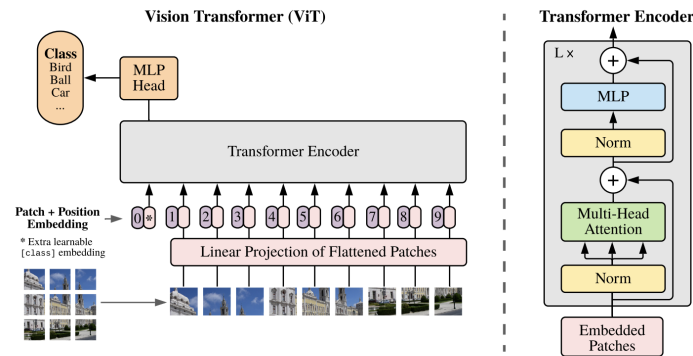 Vision Transformer (ViT)
Class
Bird
Ball
Car
...
MLP
Head
Transformer Encoder
Patch + Position
Embedding
* Extra learnable
[class] embedding
0 * 1 2 3 4 5 6 7 8 9
Linear Projection of Flattened Patches
Transformer Encoder
L ×
+
MLP
Norm
+
Multi-Head
Attention
Norm
Embedded
Patches